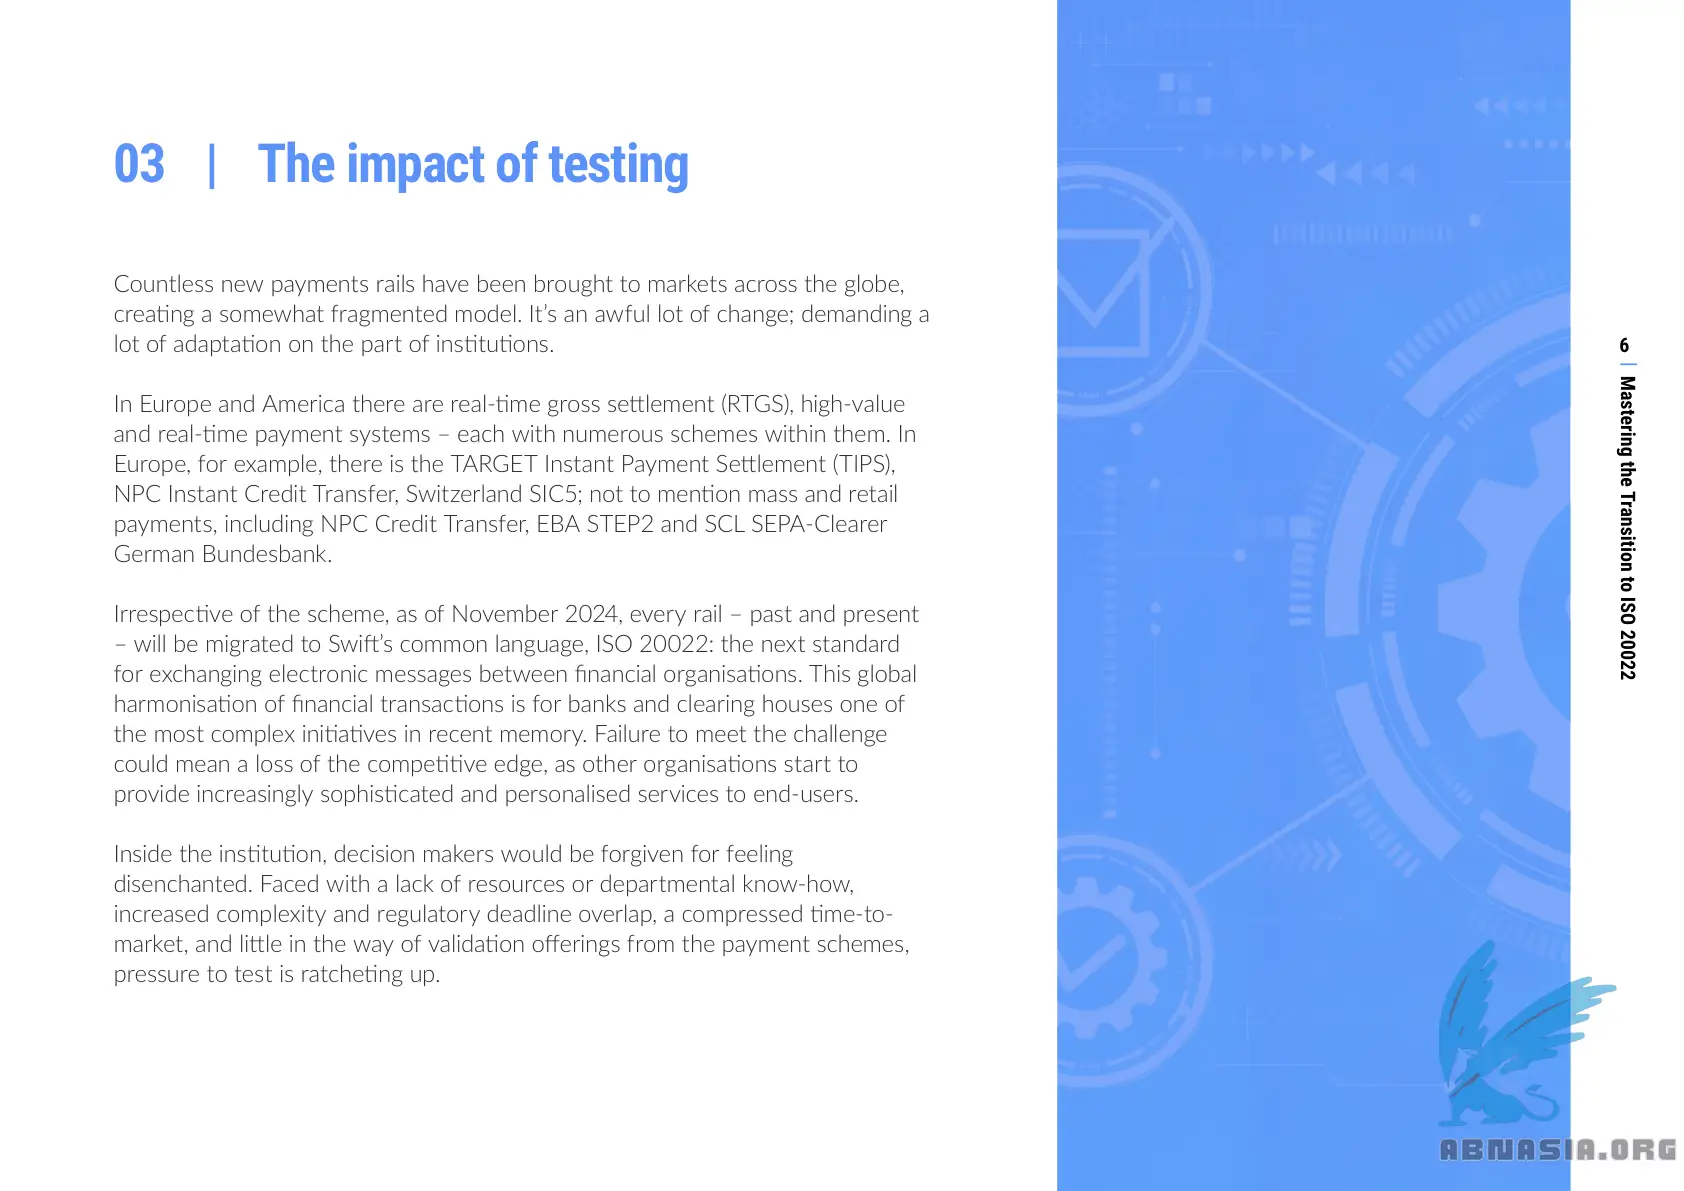 03 | The impact of testing
Countless new payments rails have been brought to markets across the globe,
creating a somewhat fragmented model. It’s an awful lot of change; demanding a
lot of adaptation on the part of institutions.
In Europe and America there are real-time gross settlement (RTGS), high-value
and real-time payment systems – each with numerous schemes within them. In
Europe, for example, there is the TARGET Instant Payment Settlement (TIPS),
NPC Instant Credit Transfer, Switzerland SIC5; not to mention mass and retail
payments, including NPC Credit Transfer, EBA STEP2 and SCL SEPA-Clearer
German Bundesbank.
Irrespective of the scheme, as of November 2024, every rail – past and present
– will be migrated to Swift’s common language, ISO 20022: the next standard
for exchanging electronic messages between financial organisations. This global
harmonisation of financial transactions is for banks and clearing houses one of
the most complex initiatives in recent memory. Failure to meet the challenge
could mean a loss of the competitive edge, as other organisations start to
provide increasingly sophisticated and personalised services to end-users.
Inside the institution, decision makers would be forgiven for feeling
disenchanted. Faced with a lack of resources or departmental know-how,
increased complexity and regulatory deadline overlap, a compressed time-to-
market, and little in the way of validation offerings from the payment schemes,
pressure to test is ratcheting up.
6 | Mastering the Transition to ISO 20022
ABNASIA.ORG